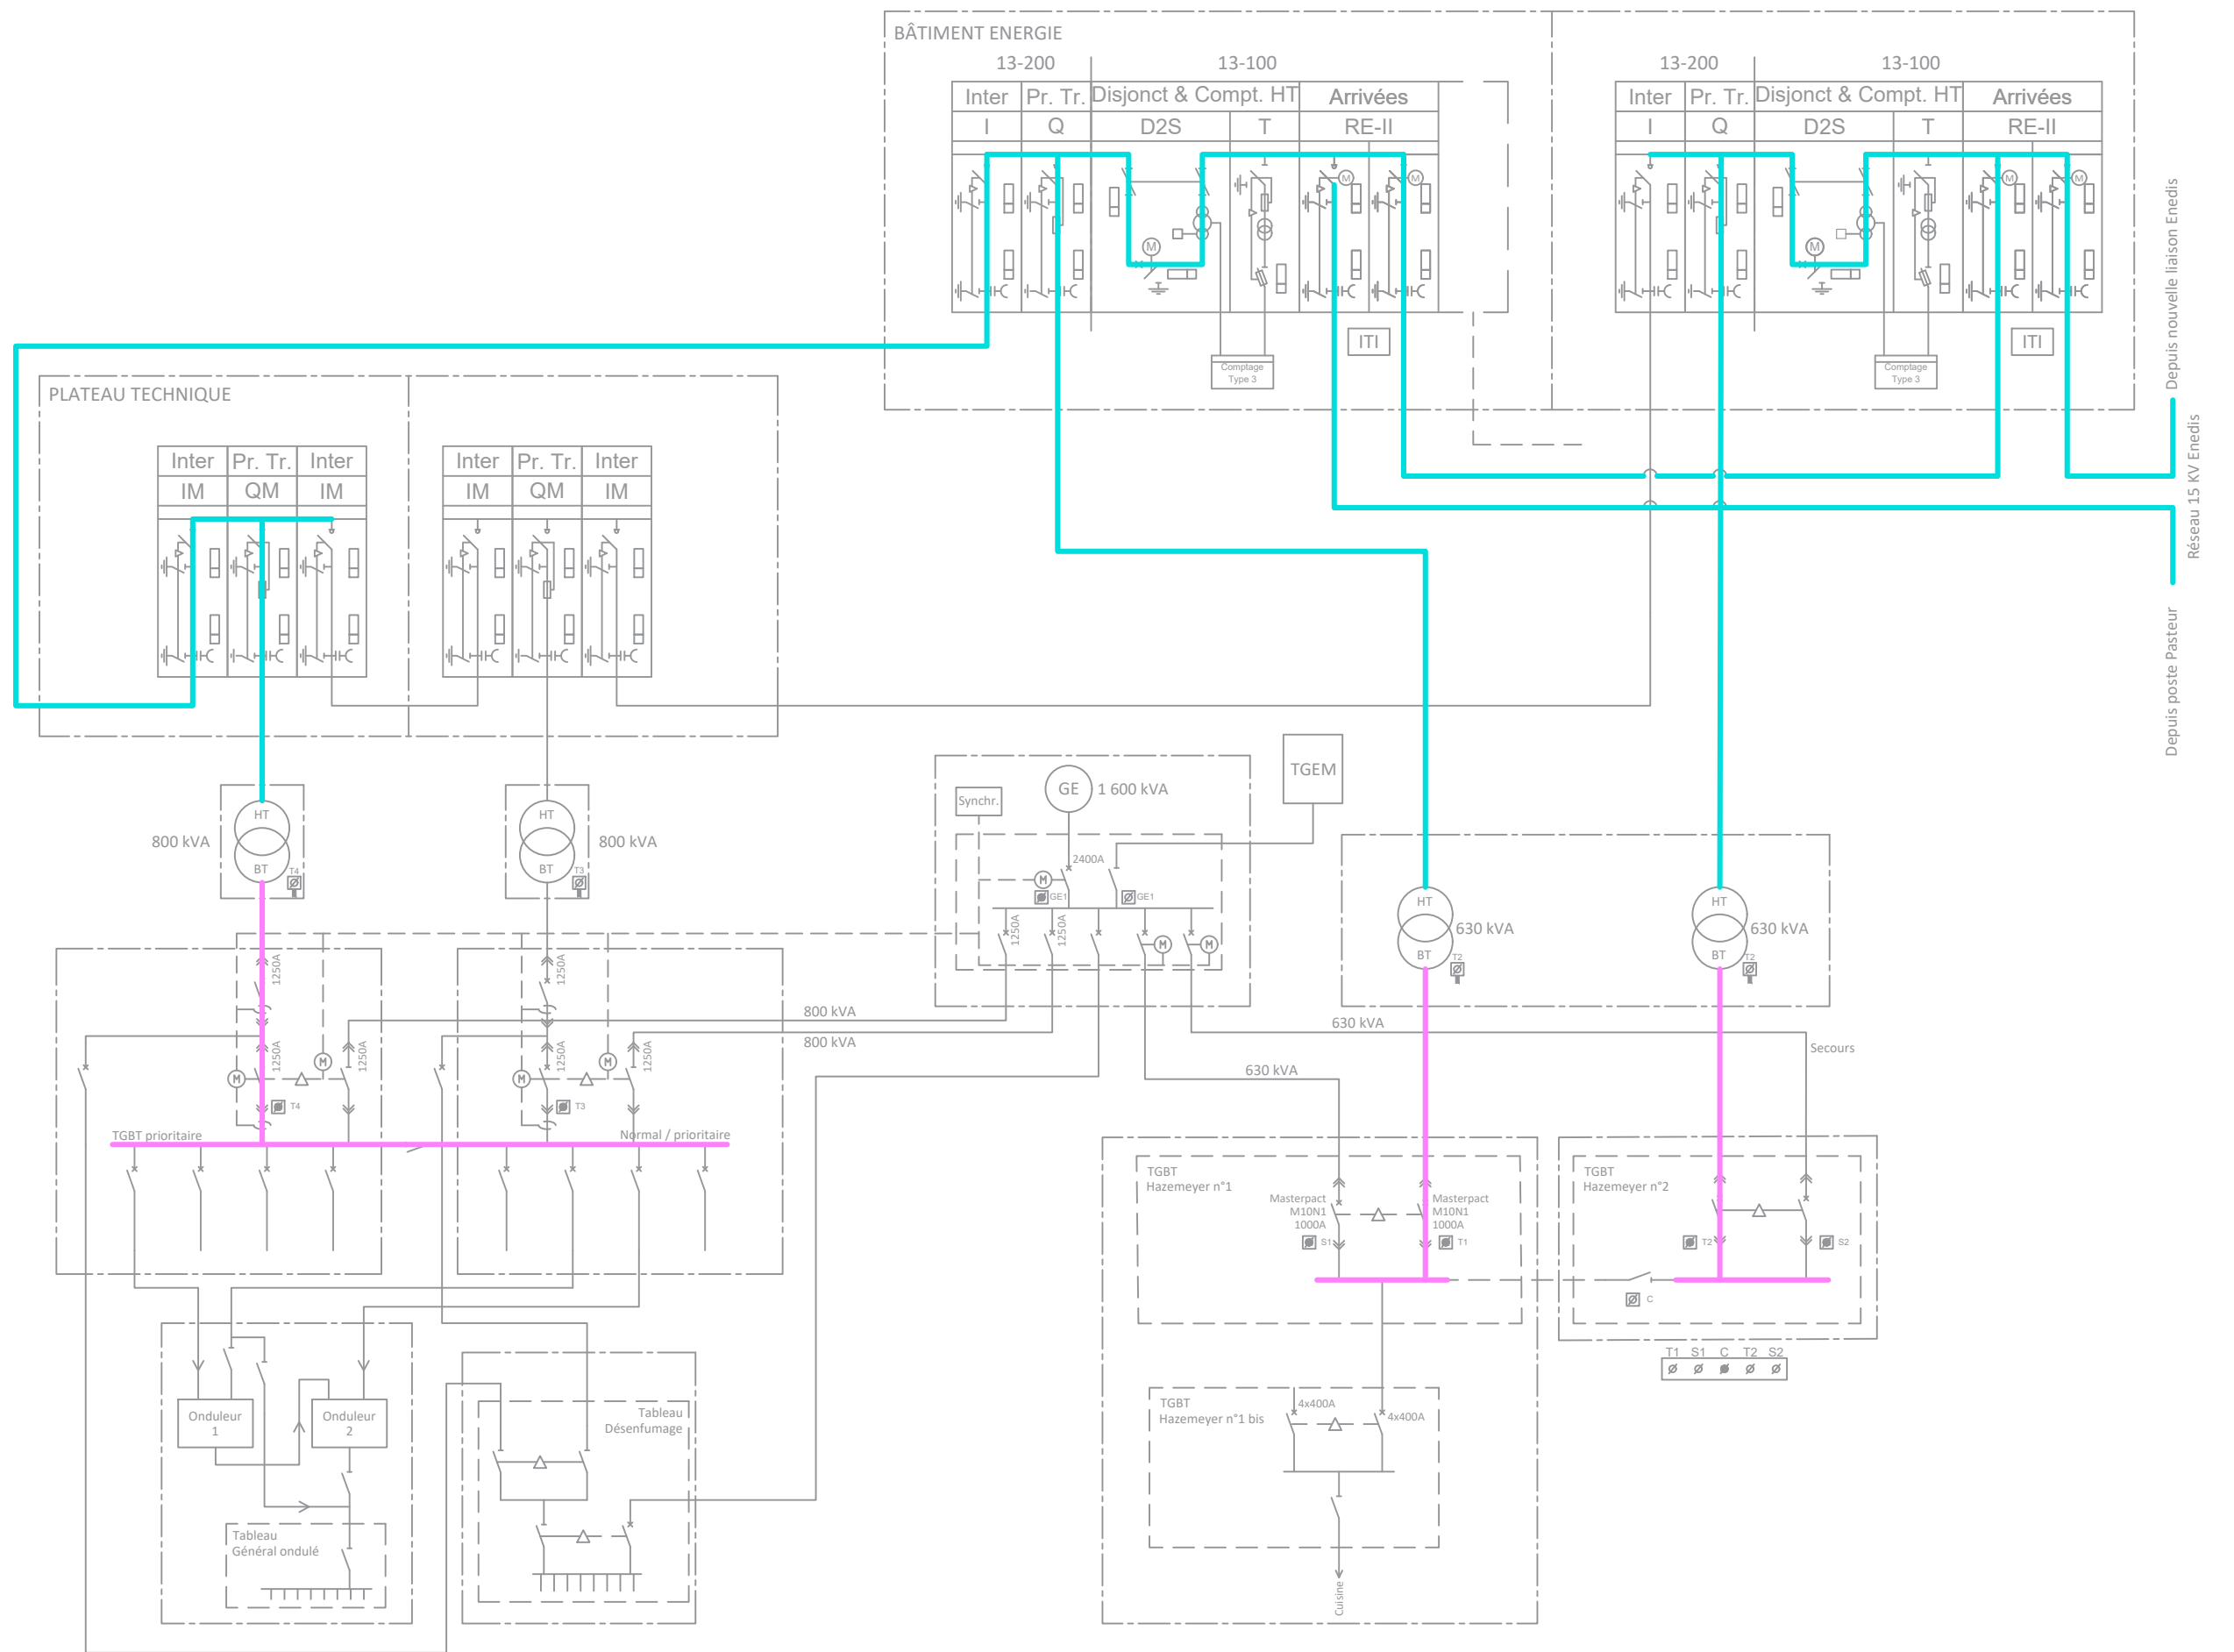 BÂTIMENT ENERGIE
13-200
13-100
Inter
Pr. Tr.
Disjonct & Compt. HT
Arrivées
I
Q
D2S
T
RE-II
M
M
M
ITI
Comptage
Type 3
13-200
13-100
Inter
Pr. Tr.
Disjonct & Compt. HT
Arrivées
I
Q
D2S
T
RE-II
M
M
M
ITI
Comptage
Type 3
Depuis nouvelle liaison Enedis
Réseau 15 KV Enedis
Depuis poste Pasteur
PLATEAU TECHNIQUE
Inter
Pr. Tr.
Inter
IM
QM
IM
Inter
Pr. Tr.
Inter
IM
QM
IM
HT
BT
800 kVA
T4
HT
BT
800 kVA
T3
Synchr.
GE
1 600 kVA
TGEM
2400A
M
GE1
GE1
1250A
1250A
M
M
HT
BT
630 kVA
T2
HT
BT
630 kVA
T2
1250A
1250A
800 kVA
800 kVA
630 kVA
630 kVA
Secours
1250A
1250A
M
M
T4
1250A
1250A
M
M
T3
TGBT prioritaire
Normal / prioritaire
TGBT
Hazemeyer n°1
Masterpact
M10N1
1000A
Masterpact
M10N1
1000A
S1
T1
TGBT
Hazemeyer n°2
T2
S2
C
T1 S1 C T2 S2
Onduleur
1
Onduleur
2
Tableau
Général ondulé
Tableau
Désenfumage
TGBT
Hazemeyer n°1 bis
4x400A
4x400A
Cuisine